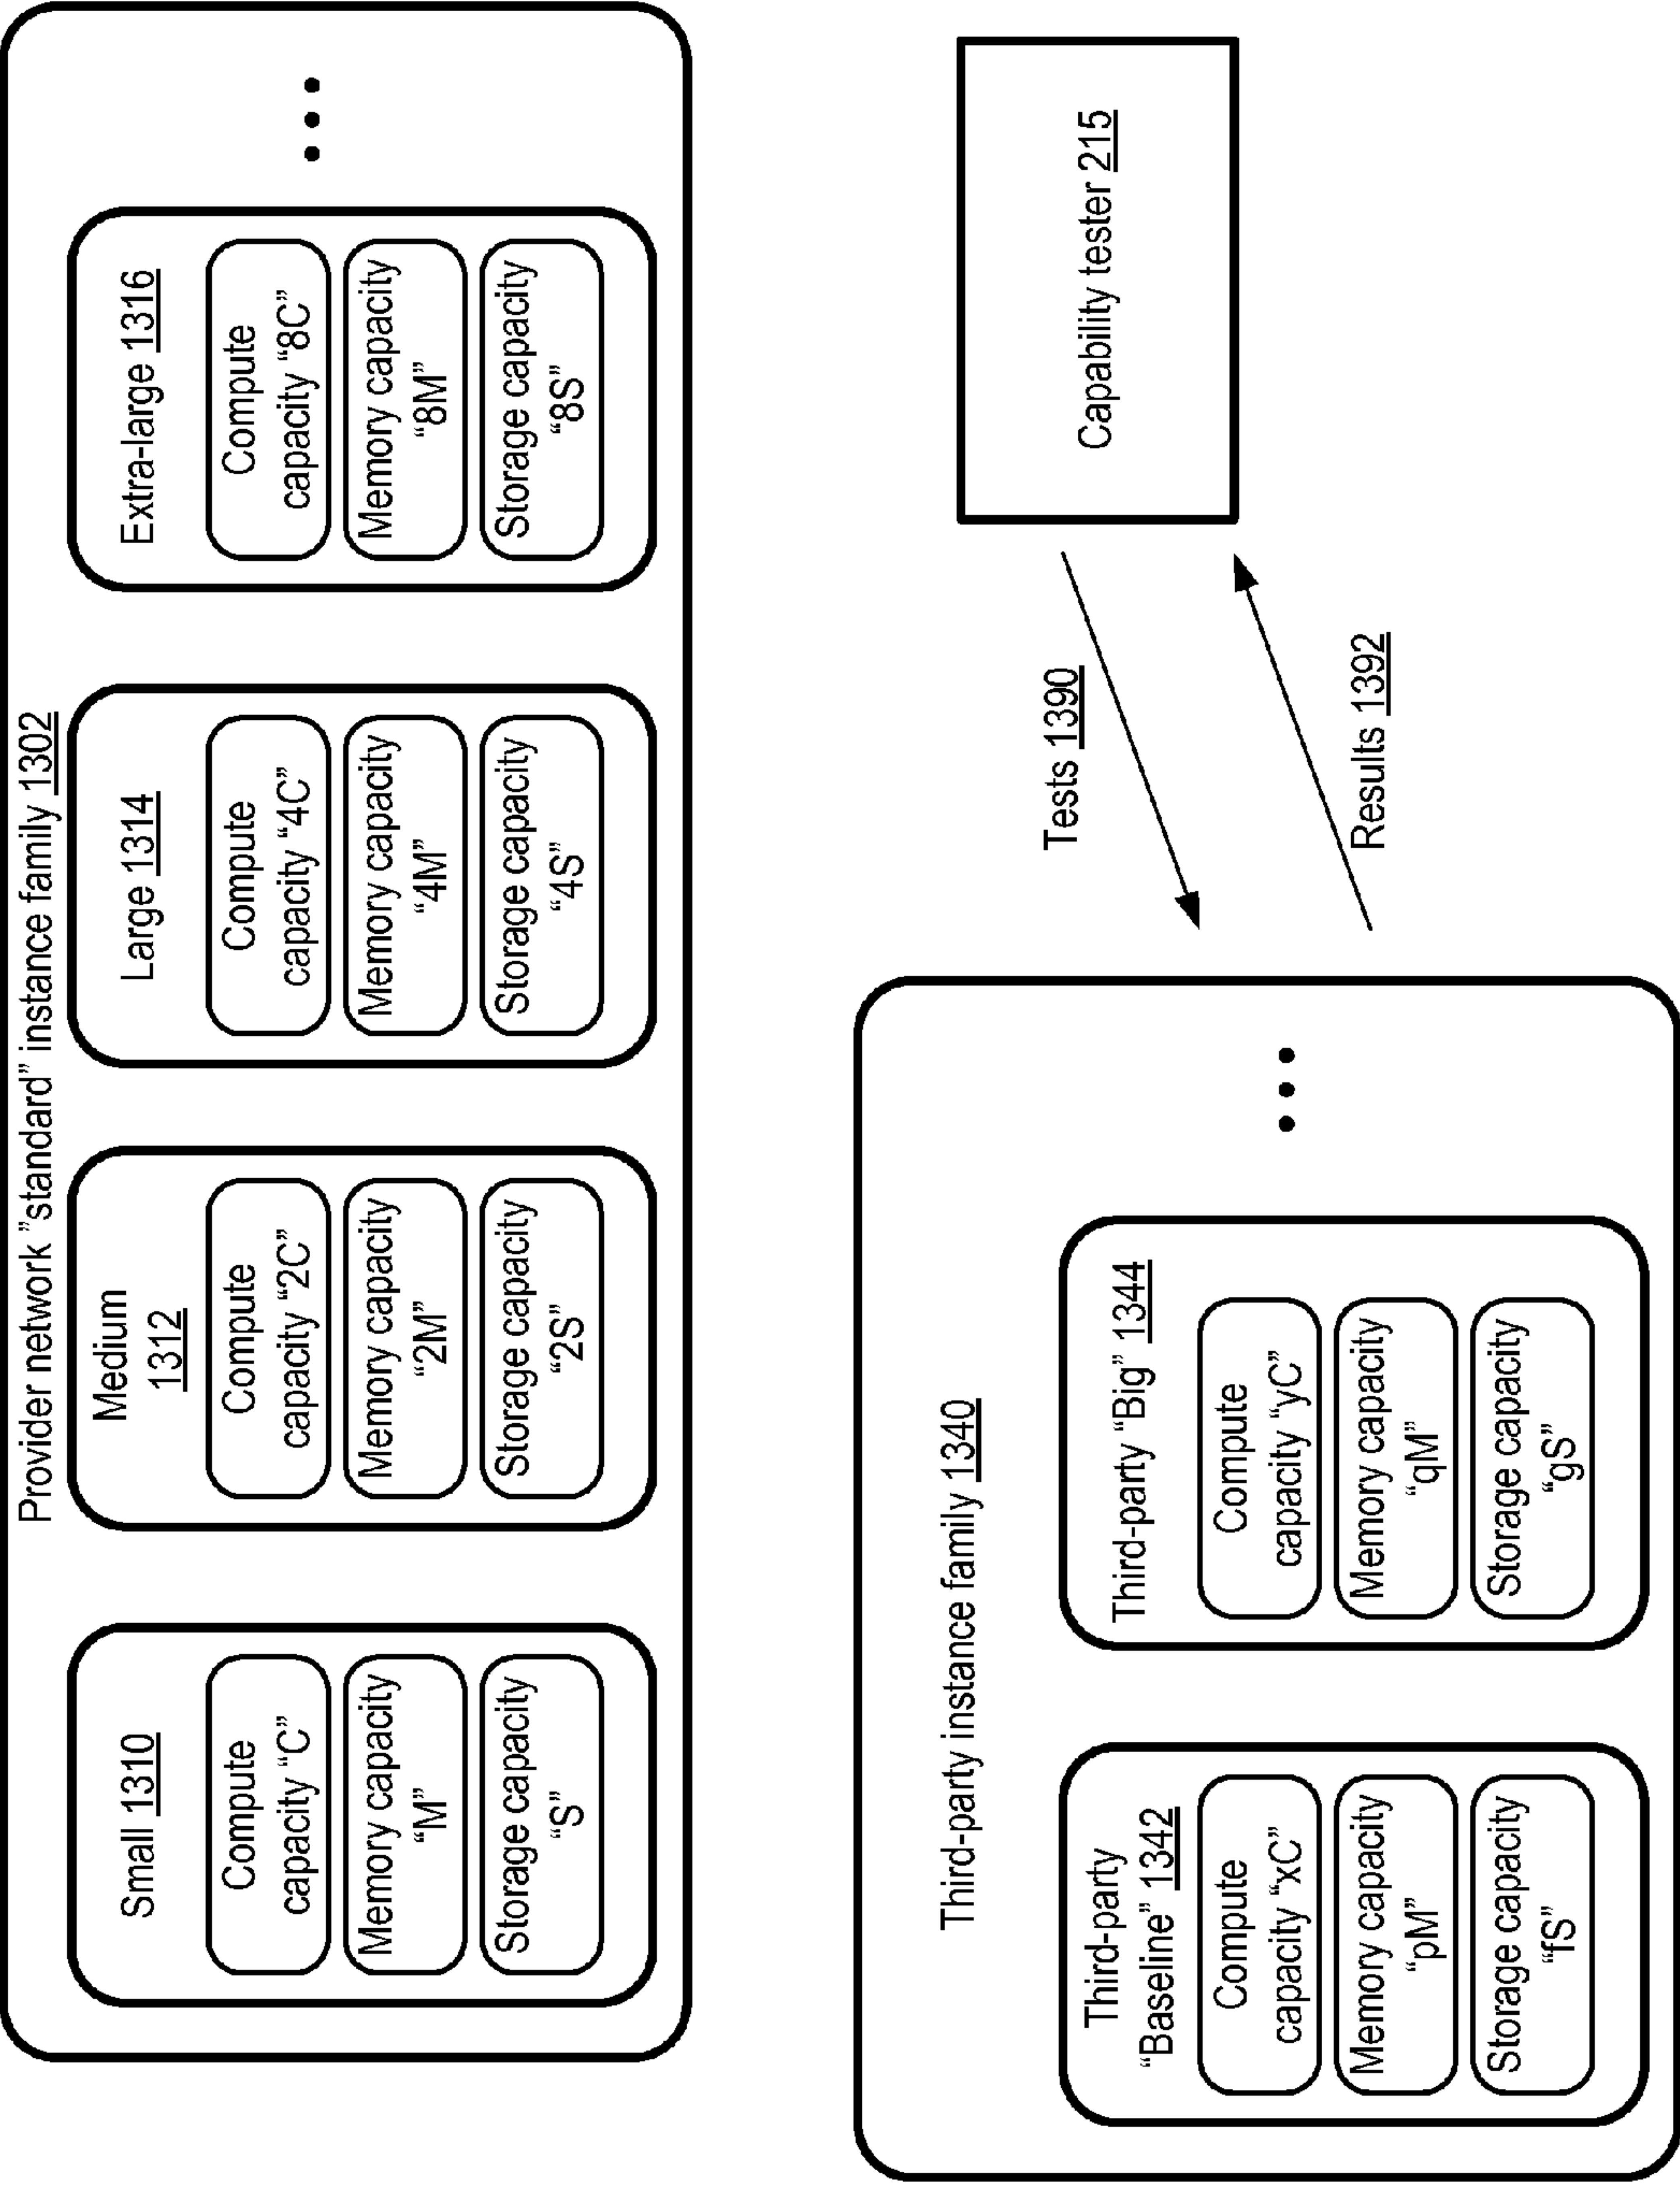 Provider network ”standard” instance family 1302
Small 1310
Compute
capacity “C”
Memory capacity
“M”
Storage capacity
“S”
Medium
1312
Compute
capacity “2C”
Memory capacity
“2M”
Storage capacity
“2S”
Large 1314
Compute
capacity “4C”
Memory capacity
“4M”
Storage capacity
“4S”
Extra-large 1316
Compute
capacity “8C”
Memory capacity
“8M”
Storage capacity
“8S”
Third-party instance family 1340
Third-party
“Baseline” 1342
Compute
capacity “xC”
Memory capacity
“pM”
Storage capacity
“fS”
Third-party “Big” 1344
Compute
capacity “yC”
Memory capacity
“qM”
Storage capacity
“gS”
Tests 1390
Results 1392
Capability tester 215